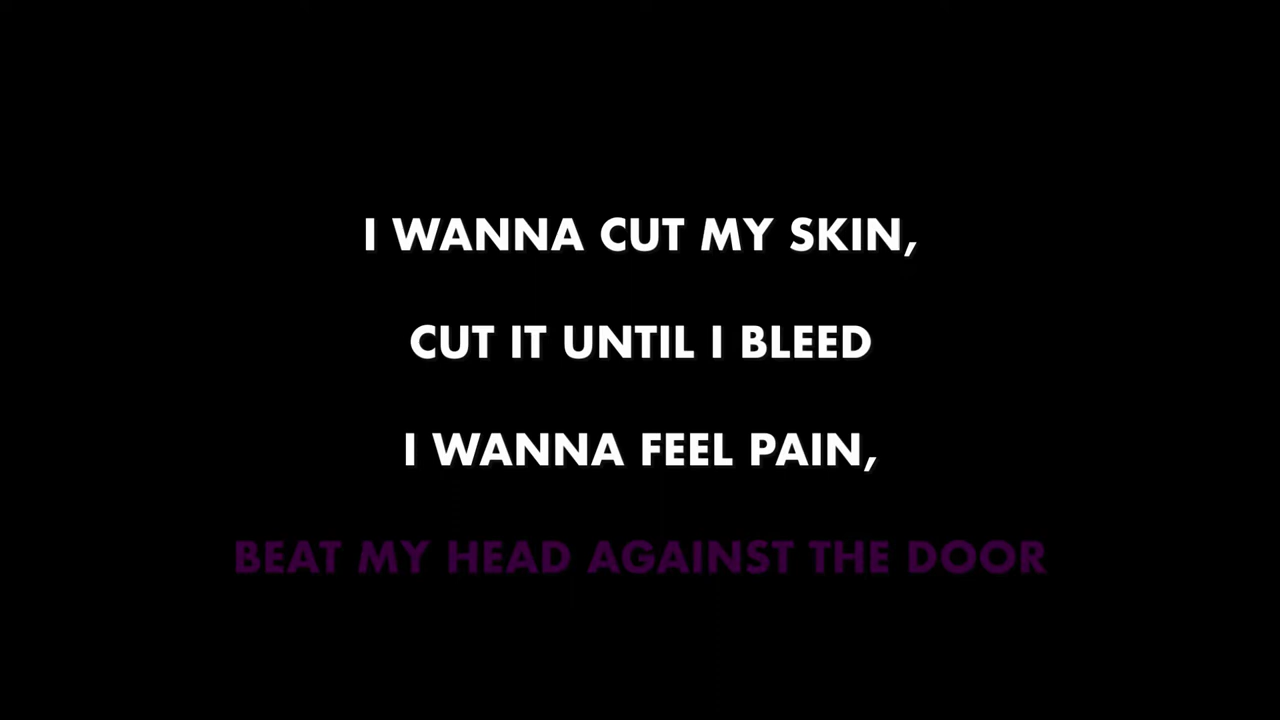 I WANNA CUT MY SKIN,
CUT IT UNTIL I BLEED
I WANNA FEEL PAIN,
BEAT MY HEAD AGAINST THE DOOR